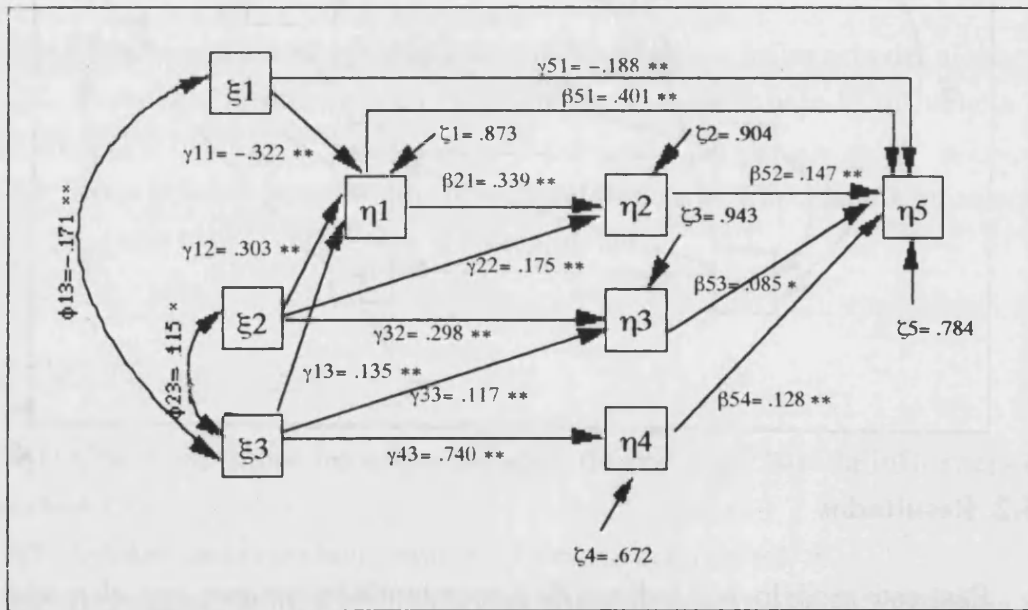 ξ1
γ51= -.188 **
β51= .401 **
ζ1= .873
ζ2= .904
γ11= -.322 **
β21= .339 **
β52= .147 **
η1
η2
η5
ζ3= .943
γ12= .303 **
γ22= .175 **
ϕ13=-.171 **
ξ2
η3
β53= .085 *
γ32= .298 **
ζ5= .784
ϕ23= .115 *
γ13= .135 **
γ33= .117 **
β54= .128 **
ξ3
η4
γ43= .740 **
ζ4= .672
Resultados